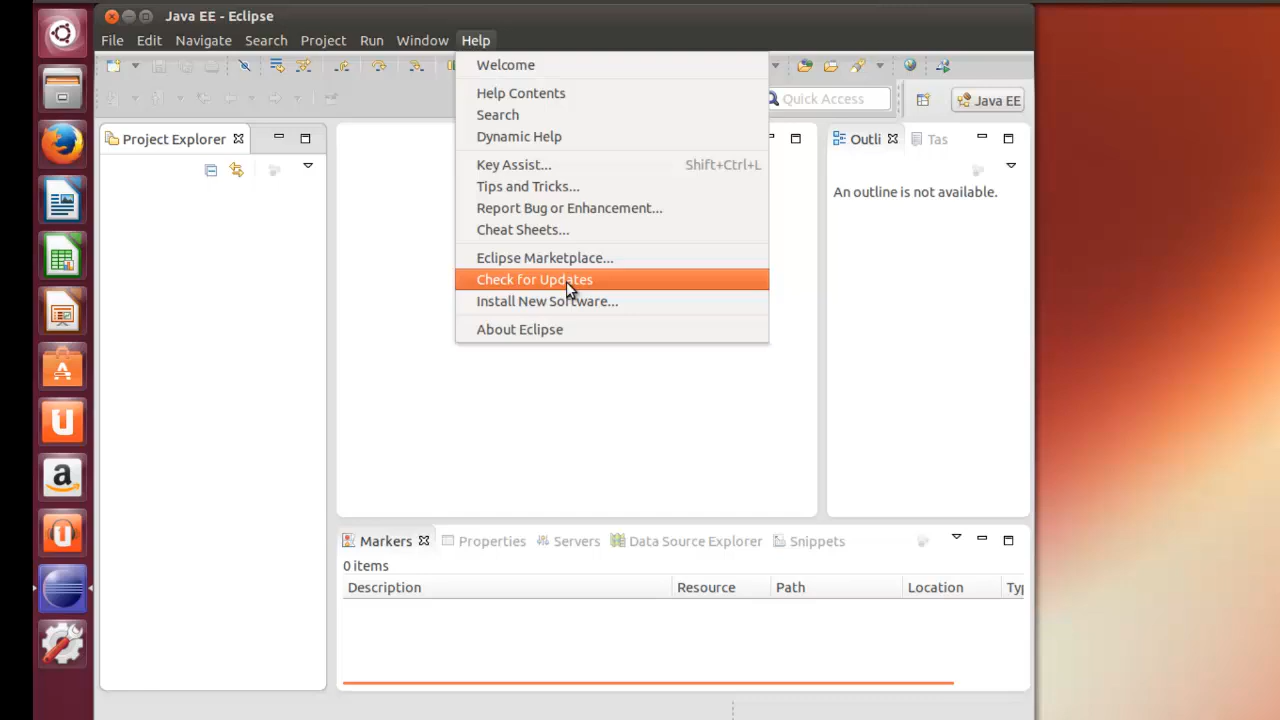 Java EE - Eclipse
File Edit Navigate Search Project Run Window Help
Welcome
Help Contents
Search
Dynamic Help
Key Assist... Shift+Ctrl+L
Tips and Tricks...
Report Bug or Enhancement...
Cheat Sheets...
Eclipse Marketplace...
Check for Updates
Install New Software...
About Eclipse
Quick Access
Java EE
Project Explorer
Outli Tas
An outline is not available.
Markers Properties Servers Data Source Explorer Snippets
0 items
Description Resource Path Location Typ